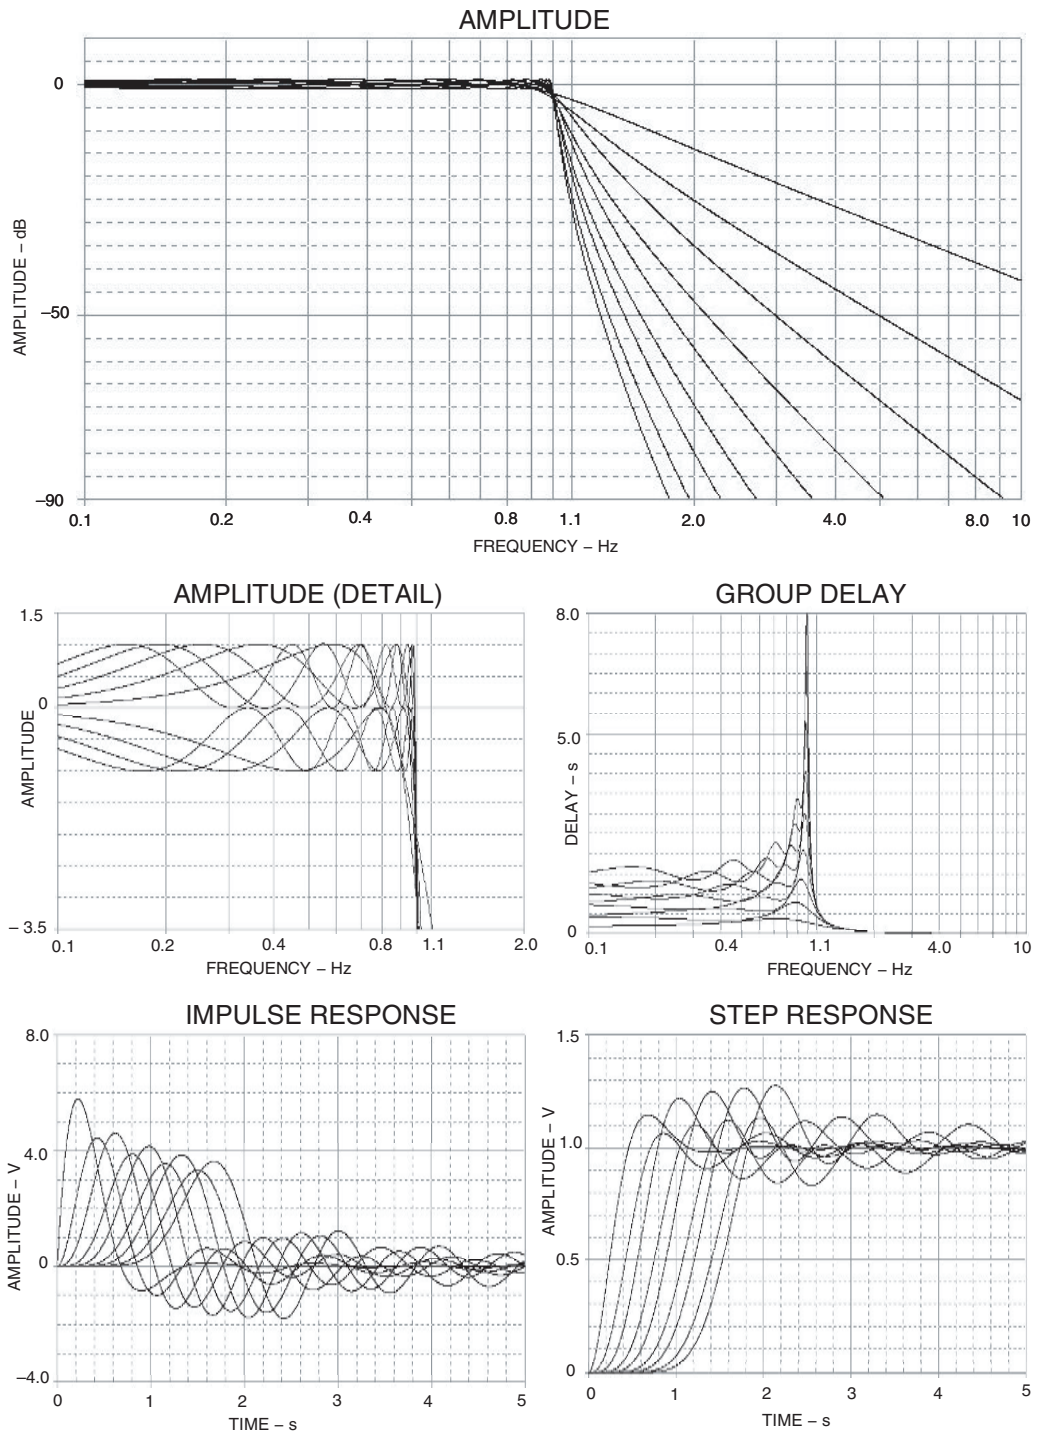 AMPLITUDE
0
–50
–90
AMPLITUDE – dB
0.1 0.2 0.4 0.8 1.1 2.0 4.0 8.0 10
FREQUENCY – Hz
AMPLITUDE (DETAIL)
1.5
0
–3.5
AMPLITUDE
0.1 0.2 0.4 0.8 1.1 2.0
FREQUENCY – Hz
GROUP DELAY
8.0
5.0
0
DELAY – s
0.1 0.4 1.1 4.0 10
FREQUENCY – Hz
IMPULSE RESPONSE
8.0
4.0
0
–4.0
AMPLITUDE – V
0 1 2 3 4 5
TIME – s
STEP RESPONSE
1.5
1.0
0.5
0
AMPLITUDE – V
0 1 2 3 4 5
TIME – s